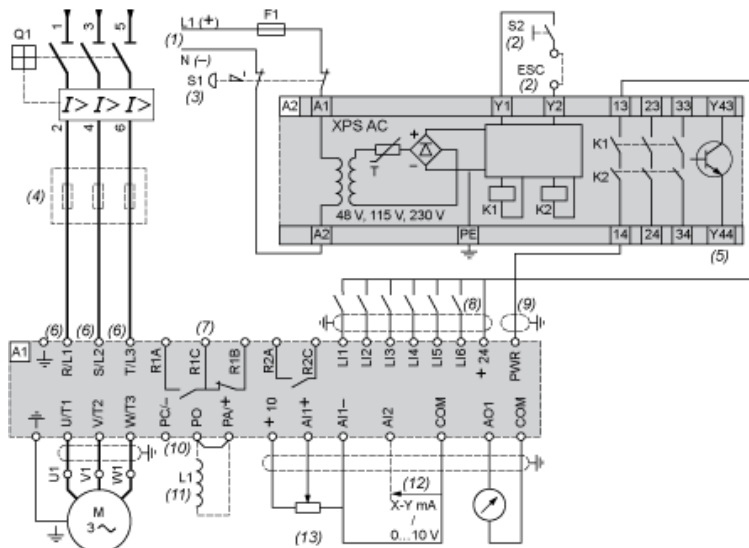 1 3 5
L1 (+) F1
Q1
(1)
N (–)
S1
(3)
S2
(2)
ESC
(2)
I> I> I>
2 4 6
A2 A1 Y1 Y2 13 23 33 Y43
XPS AC
+
–
T
K1
K2
K1 K2
48 V, 115 V, 230 V
A2 PE 14 24 34 Y44
(5)
(4)
(6) (6) (6) (7) (8) (9)
A1
R/L1 S/L2 T/L3 R1A R1C R1B R2A R2C LI1 LI2 LI3 LI4 LI5 LI6 + 24 PWR
U/T1 V/T2 W/T3 PC/– PO PA/+ + 10 AI1+ AI1– AI2 COM AO1 COM
(10)
U1 V1 W1
L1
(11)
(12)
X-Y mA
/
0...10 V
(13)
M
3~